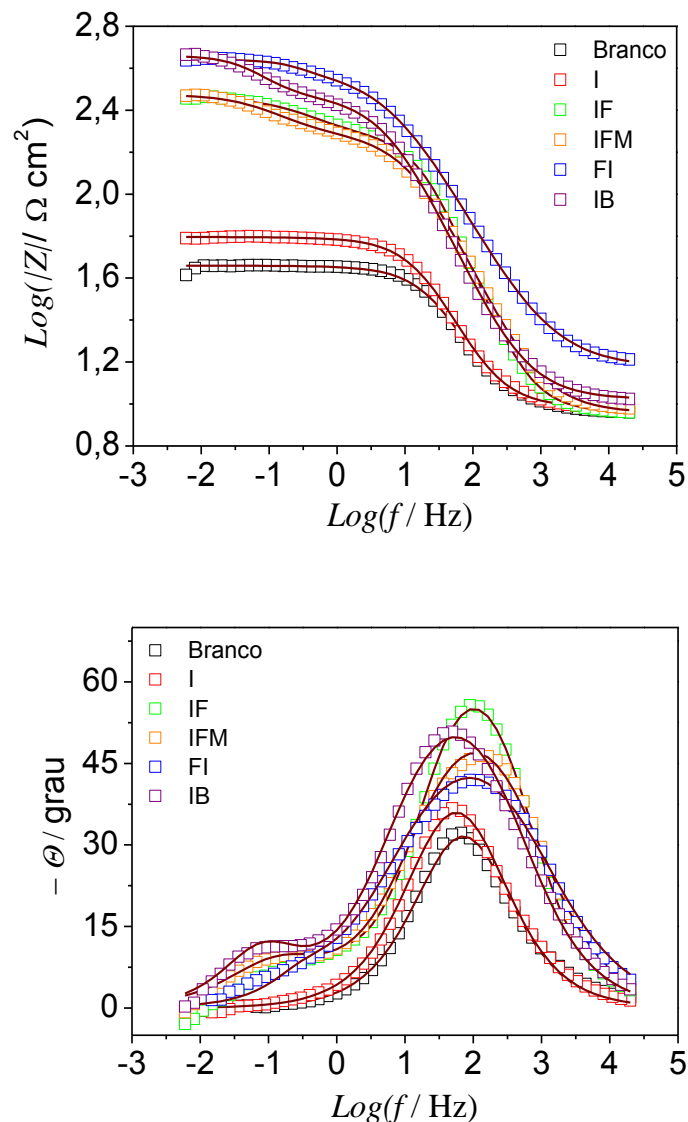 2,8
2,4
2,0
1,6
1,2
0,8
Log(/Z// Ω cm²)
Branco
I
IF
IFM
FI
IB
-3 -2 -1 0 1 2 3 4 5
Log(f / Hz)
60
45
30
15
0
– Θ / grau
Branco
I
IF
IFM
FI
IB
-3 -2 -1 0 1 2 3 4 5
Log(f / Hz)